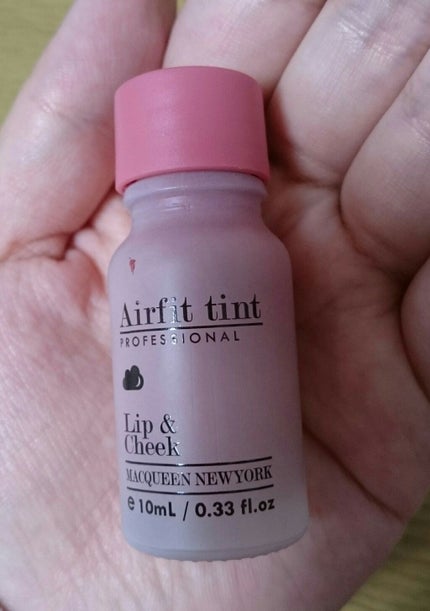 Airfit tint
PROFESSIONAL
Lip &
Cheek
MACQUEEN NEWYORK
e 10mL / 0.33 fl.oz